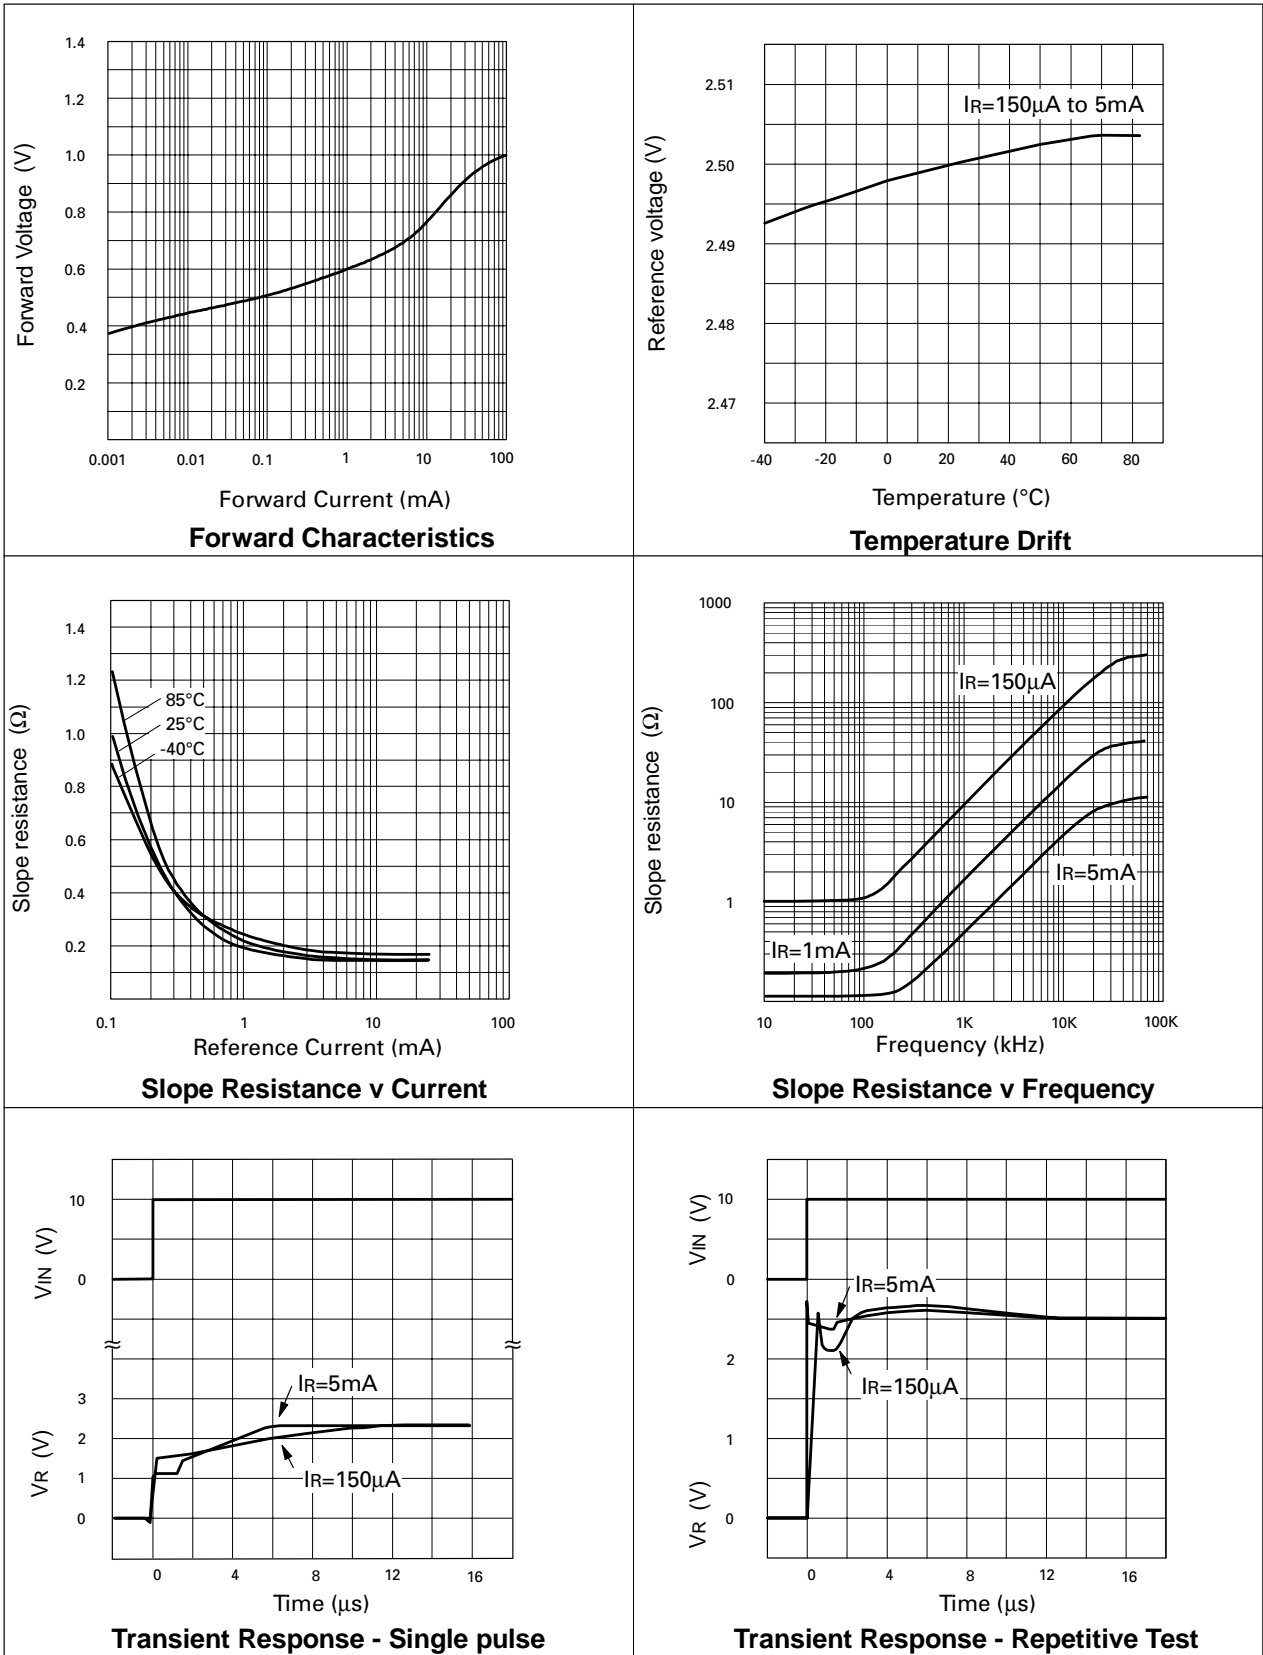 1.4
1.2
1.0
0.8
0.6
0.4
0.2
Forward Voltage (V)
0.001 0.01 0.1 1 10 100
Forward Current (mA)
Forward Characteristics
2.51
2.50
2.49
2.48
2.47
Reference voltage (V)
IR=150µA to 5mA
-40 -20 0 20 40 60 80
Temperature (°C)
Temperature Drift
1.4
1.2
1.0
0.8
0.6
0.4
0.2
Slope resistance (Ω)
85°C
25°C
-40°C
0.1 1 10 100
Reference Current (mA)
Slope Resistance v Current
1000
100
10
1
Slope resistance (Ω)
IR=150µA
IR=5mA
IR=1mA
10 100 1K 10K 100K
Frequency (kHz)
Slope Resistance v Frequency
10
0
VIN (V)
3
2
1
0
VR (V)
IR=5mA
IR=150µA
0 4 8 12 16
Time (µs)
Transient Response - Single pulse
10
0
VIN (V)
IR=5mA
2
IR=150µA
1
0
VR (V)
0 4 8 12 16
Time (µs)
Transient Response - Repetitive Test